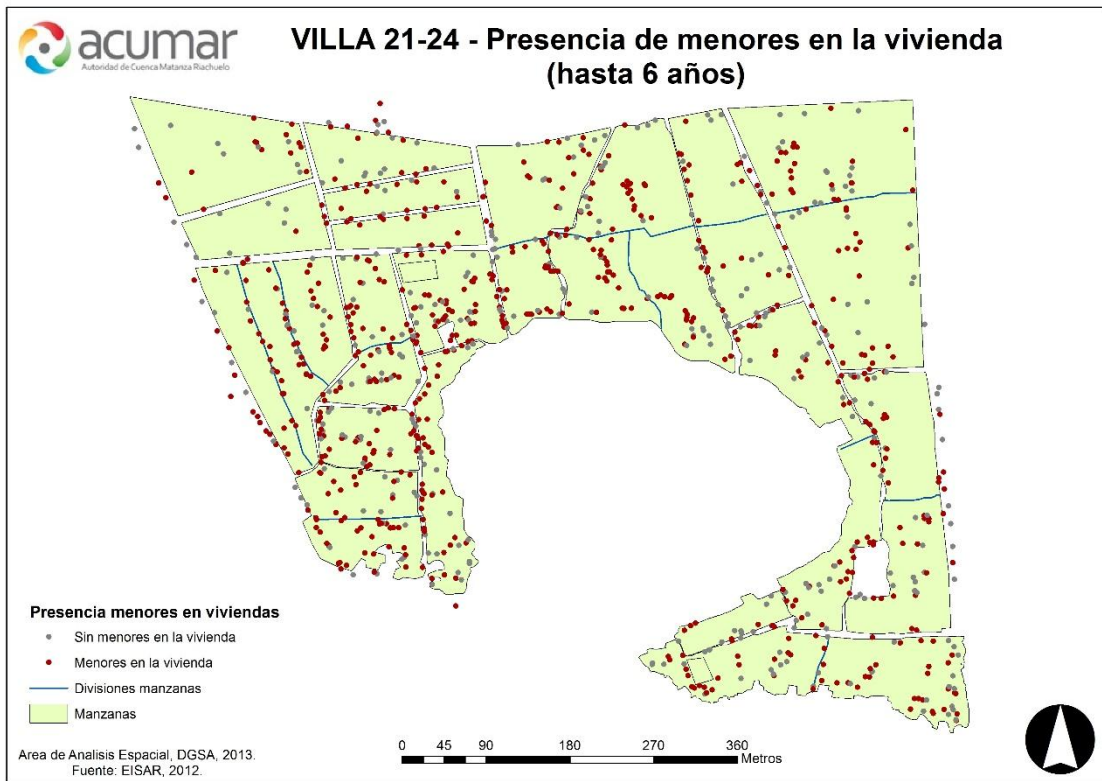 acumar
Autoridad de Cuenca Matanza Riachuelo
VILLA 21-24 - Presencia de menores en la vivienda
(hasta 6 años)
Presencia menores en viviendas
Sin menores en la vivienda
Menores en la vivienda
Divisiones manzanas
Manzanas
Area de Analisis Espacial, DGSA, 2013.
Fuente: EISAR, 2012.
0 45 90 180 270 360
Metros